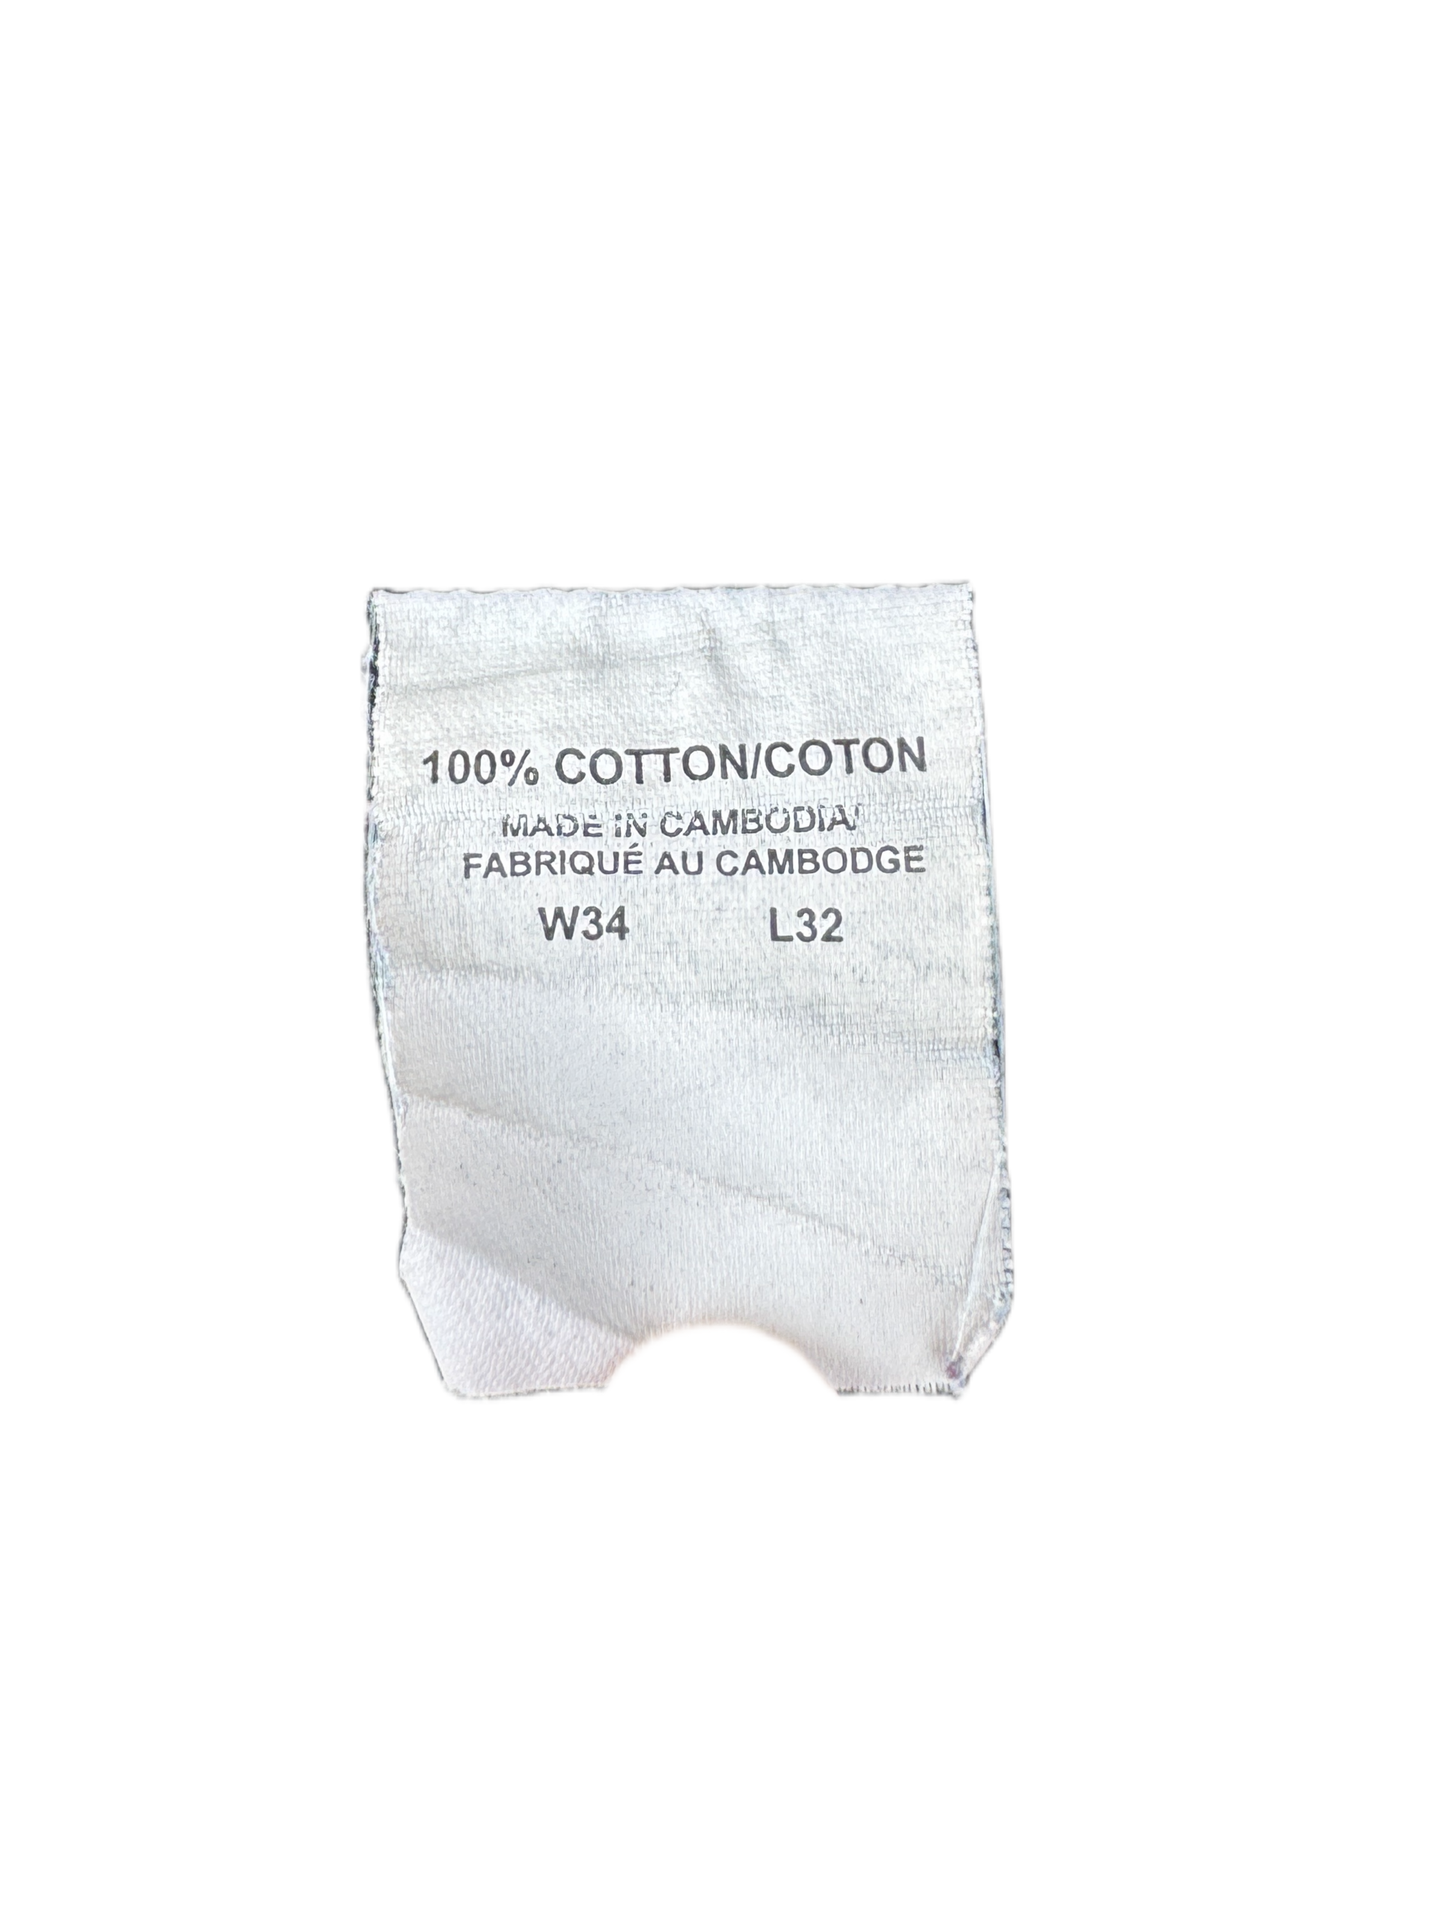 100% COTTON/COTON
MADE IN CAMBODIA/
FABRIQUÉ AU CAMBODGE
W34 L32